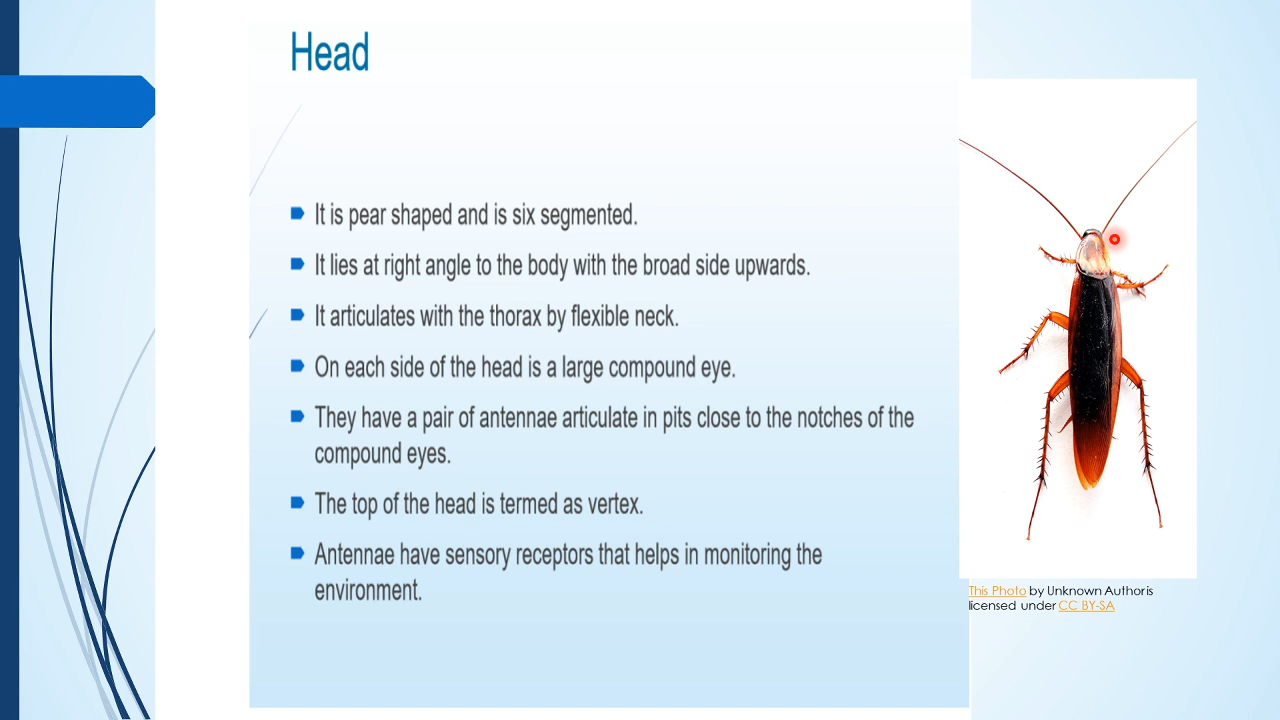 Head
It is pear shaped and is six segmented.
It lies at right angle to the body with the broad side upwards.
It articulates with the thorax by flexible neck.
On each side of the head is a large compound eye.
They have a pair of antennae articulate in pits close to the notches of the
compound eyes.
The top of the head is termed as vertex.
Antennae have sensory receptors that helps in monitoring the
environment.
This Photo by Unknown Author is
licensed under CC BY-SA